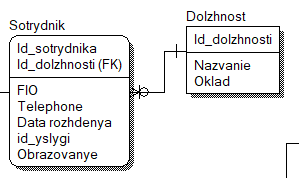 Sotrydnik
Id_sotrydnika
Id_dolzhnosti (FK)
FIO
Telephone
Data rozhdenya
id_yslygi
Obrazovanye
Dolzhnost
Id_dolzhnosti
Nazvanie
Oklad